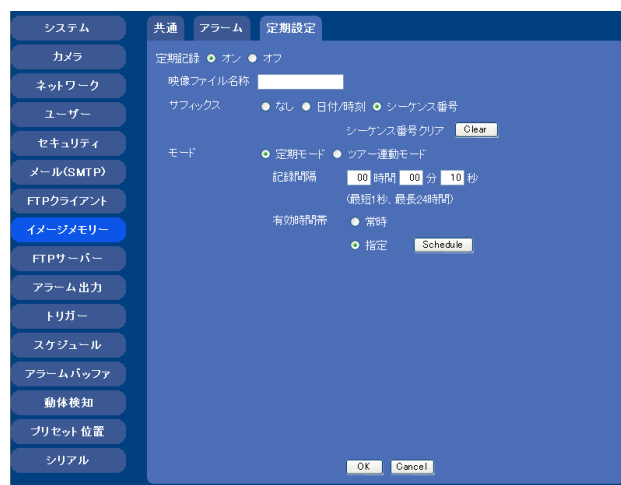 システム
カメラ
ネットワーク
ユーザー
セキュリティ
メール(SMTP)
FTPクライアント
イメージメモリー
FTPサーバー
アラーム出力
トリガー
スケジュール
アラームバッファ
動体検知
プリセット位置
シリアル
共通 アラーム 定期設定
定期記録 オン オフ
映像ファイル名称
サフィックス なし 日付/時刻 シーケンス番号
シーケンス番号クリア Clear
モード 定期モード ツアー連動モード
記録間隔 00 時間 00 分 10 秒
(最短1秒、最長24時間)
有効時間帯 常時
指定 Schedule
OK Cancel